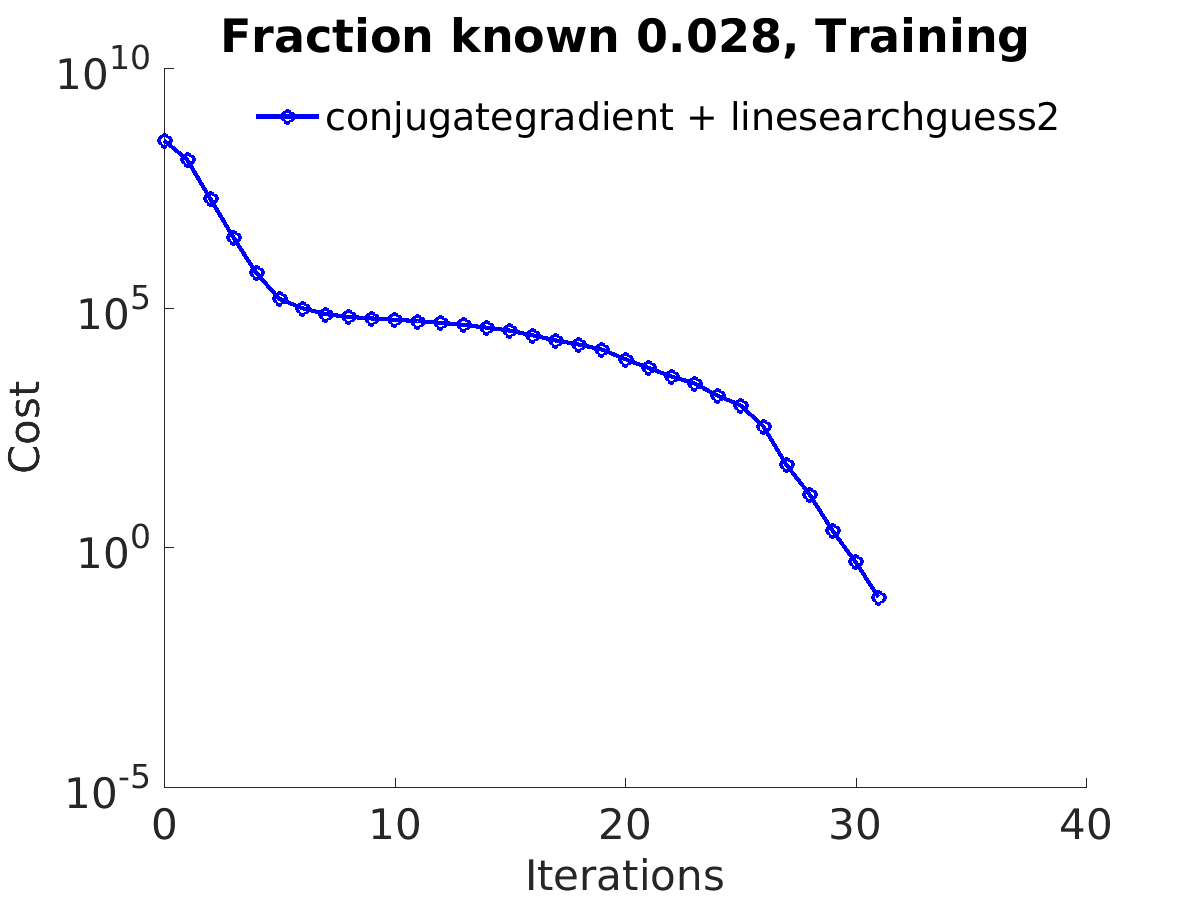 Fraction known 0.028, Training
conjugategradient + linesearchguess2
10^10
10^5
10^0
10^-5
Cost
0 10 20 30 40
Iterations